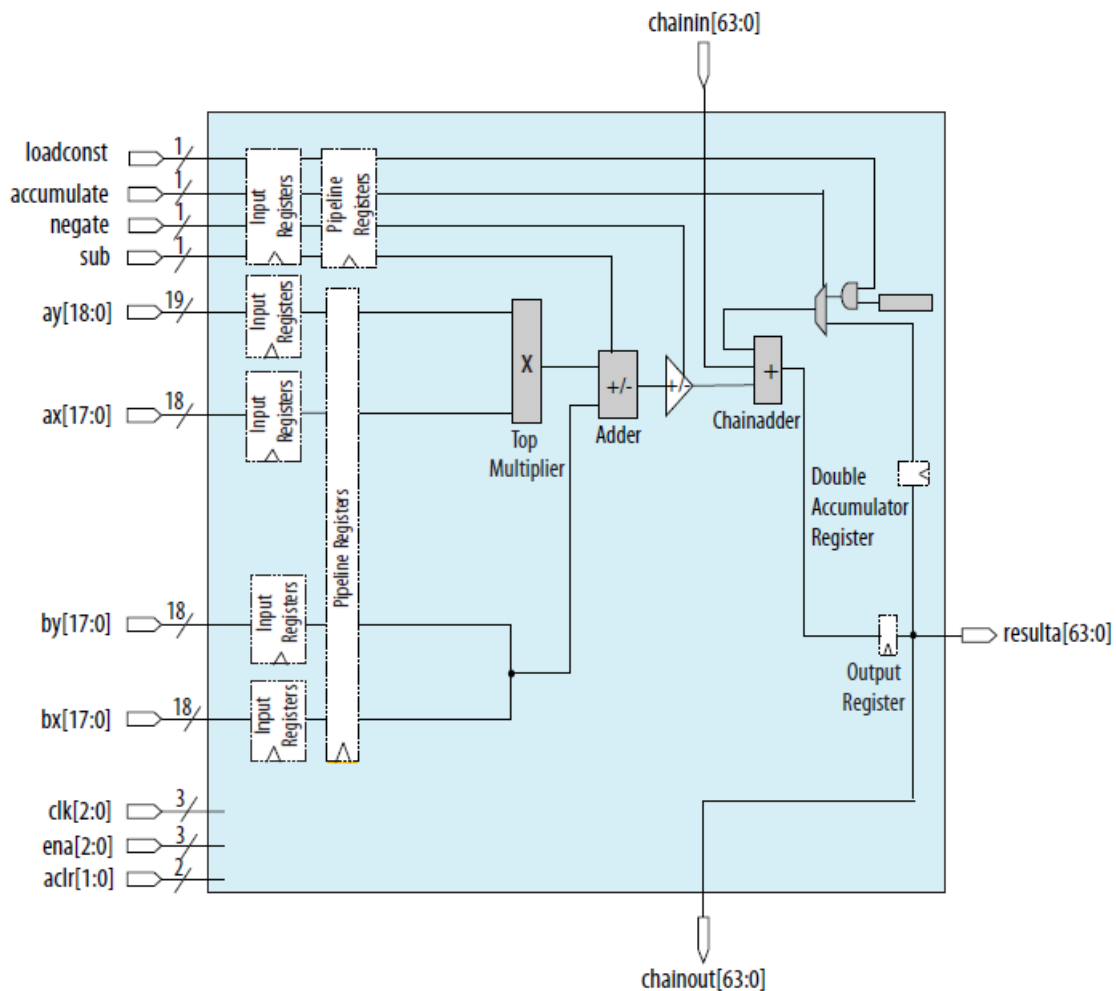 chainin[63:0]
loadconst
1
accumulate
1
negate
1
sub
1
Input
Registers
Pipeline
Registers
ay[18:0]
19
Input
Registers
ax[17:0]
18
Input
Registers
X
Top
Multiplier
+/-
Adder
+/-
+
Chainadder
Double
Accumulator
Register
Pipeline Registers
by[17:0]
18
Input
Registers
bx[17:0]
18
Input
Registers
Output
Register
resulta[63:0]
clk[2:0]
3
ena[2:0]
3
aclr[1:0]
2
chainout[63:0]